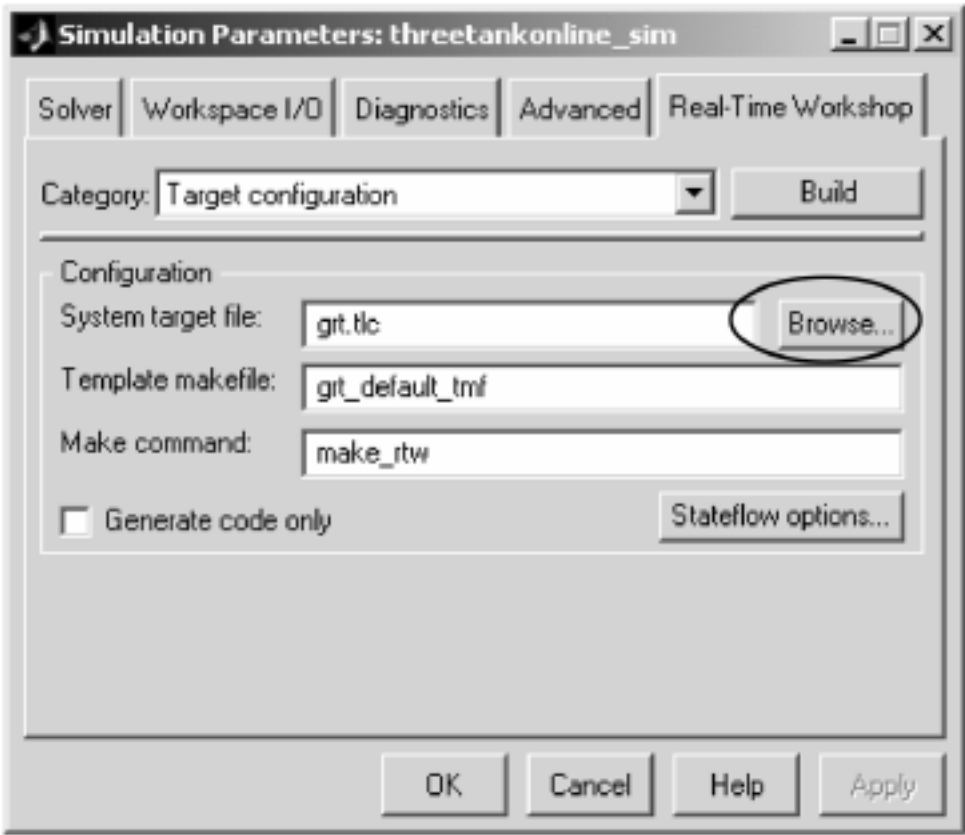 Simulation Parameters: threetankonline_sim
Solver Workspace I/O Diagnostics Advanced Real-Time Workshop
Category: Target configuration Build
Configuration
System target file: grt.tlc Browse...
Template makefile: grt_default_tmf
Make command: make_rtw
Generate code only Stateflow options...
OK Cancel Help Apply